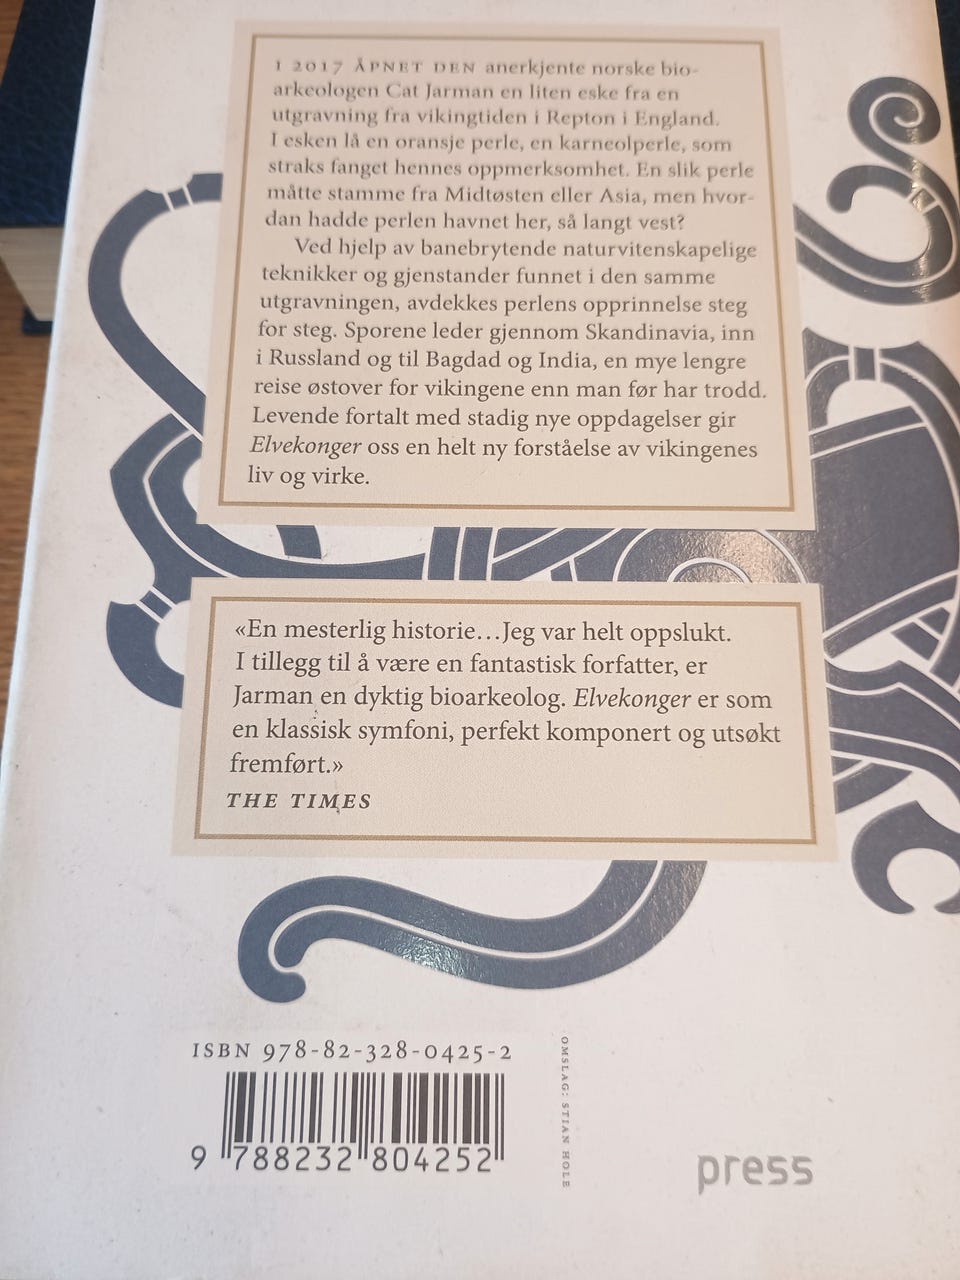 I 2017 ÅPNET DEN anerkjente norske bio-
arkeologen Cat Jarman en liten eske fra en
utgravning fra vikingtiden i Repton i England.
I esken lå en oransje perle, en karneolperle, som
straks fanget hennes oppmerksomhet. En slik perle
måtte stamme fra Midtøsten eller Asia, men hvor-
dan hadde perlen havnet her, så langt vest?
Ved hjelp av banebrytende naturvitenskapelige
teknikker og gjenstander funnet i den samme
utgravningen, avdekkes perlens opprinnelse steg
for steg. Sporene leder gjennom Skandinavia, inn
i Russland og til Bagdad og India, en mye lengre
reise østover for vikingene enn man før har trodd.
Levende fortalt med stadig nye oppdagelser gir
Elvekonger oss en helt ny forståelse av vikingenes
liv og virke.
«En mesterlig historie...Jeg var helt oppslukt.
I tillegg til å være en fantastisk forfatter, er
Jarman en dyktig bioarkeolog. Elvekonger er som
en klassisk symfoni, perfekt komponert og utsøkt
fremført.»
THE TIMES
ISBN 978-82-328-0425-2
9 788232 804252
OMSLAG: STIAN HOLE
press